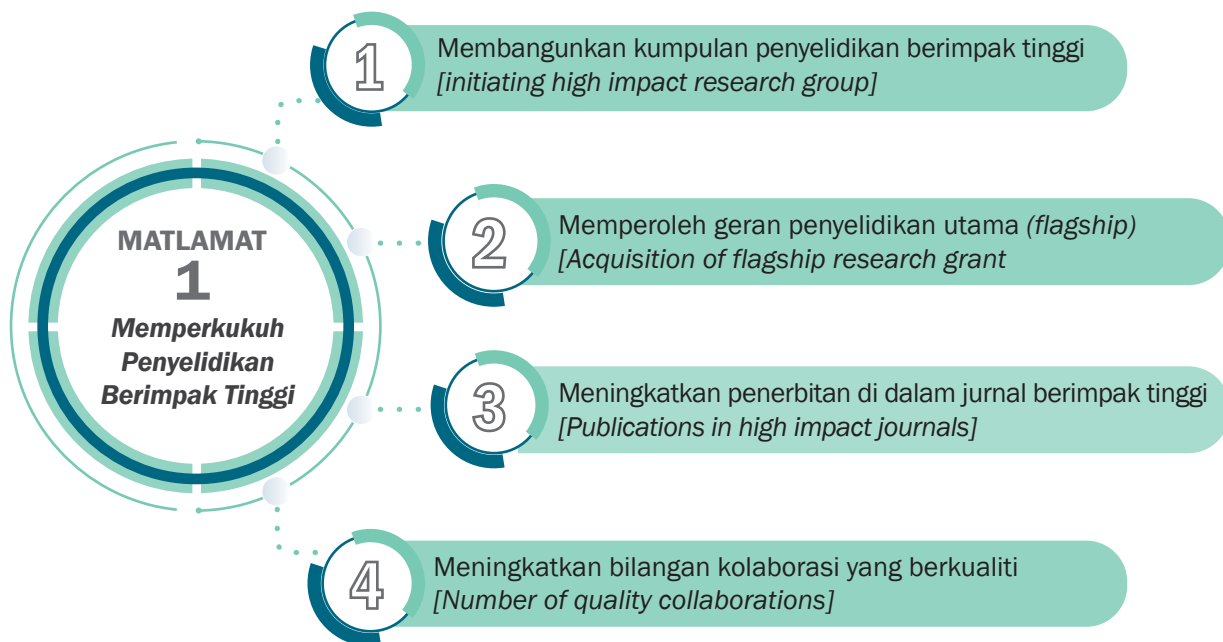 MATLAMAT
1
Memperkukuh
Penyelidikan
Berimpak Tinggi
1
Membangunkan kumpulan penyelidikan berimpak tinggi
[initiating high impact research group]
2
Memperoleh geran penyelidikan utama (flagship)
[Acquisition of flagship research grant
3
Meningkatkan penerbitan di dalam jurnal berimpak tinggi
[Publications in high impact journals]
4
Meningkatkan bilangan kolaborasi yang berkualiti
[Number of quality collaborations]